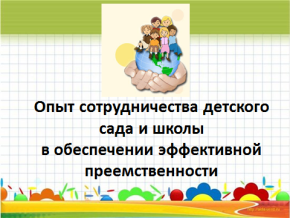 Опыт сотрудничества детского
сада и школы
в обеспечении эффективной
преемственности